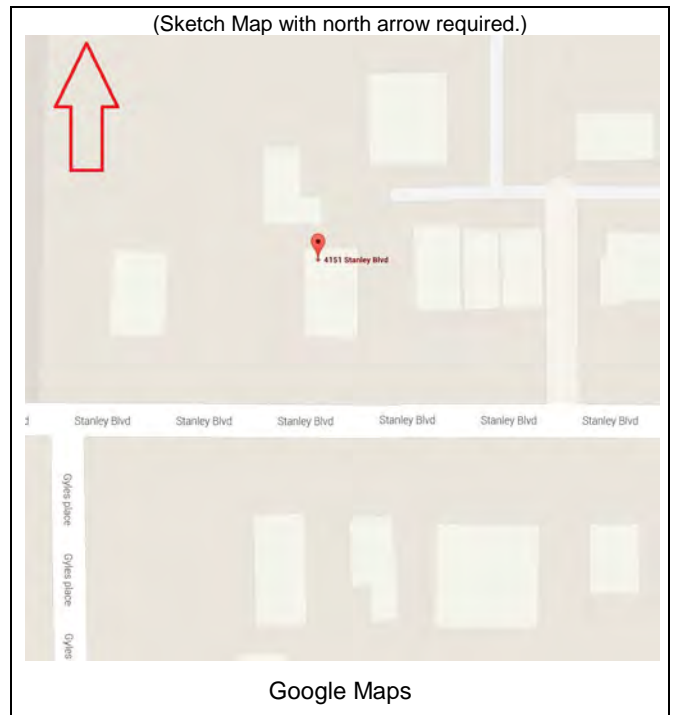 (Sketch Map with north arrow required.)
4151 Stanley Blvd
d Stanley Blvd Stanley Blvd Stanley Blvd Stanley Blvd Stanley Blvd Stanley Blvd
Gyles place
Gyles place
Gyles
Google Maps